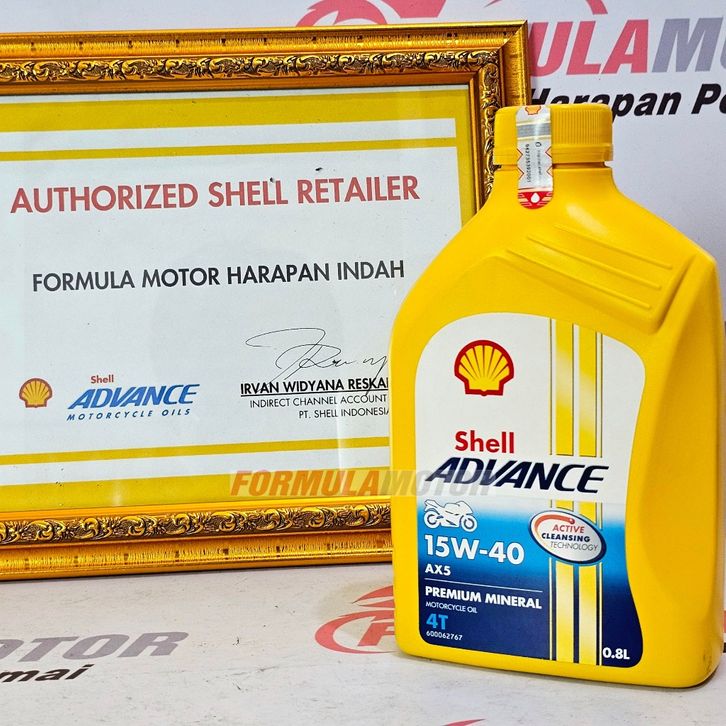 AUTHORIZED SHELL RETAILER
FORMULA MOTOR HARAPAN INDAH
Shell
ADVANCE
MOTORCYCLE OILS
IRVAN WIDYANA
INDIRECT CHANNEL ACCOUNT
PT. SHELL INDONESIA
FORMULAMOTOR
Harapan
Shell
ADVANCE
15W-40
AX5
ACTIVE
CLEANSING
TECHNOLOGY
PREMIUM MINERAL
MOTORCYCLE OIL
4T
600062767
0.8L